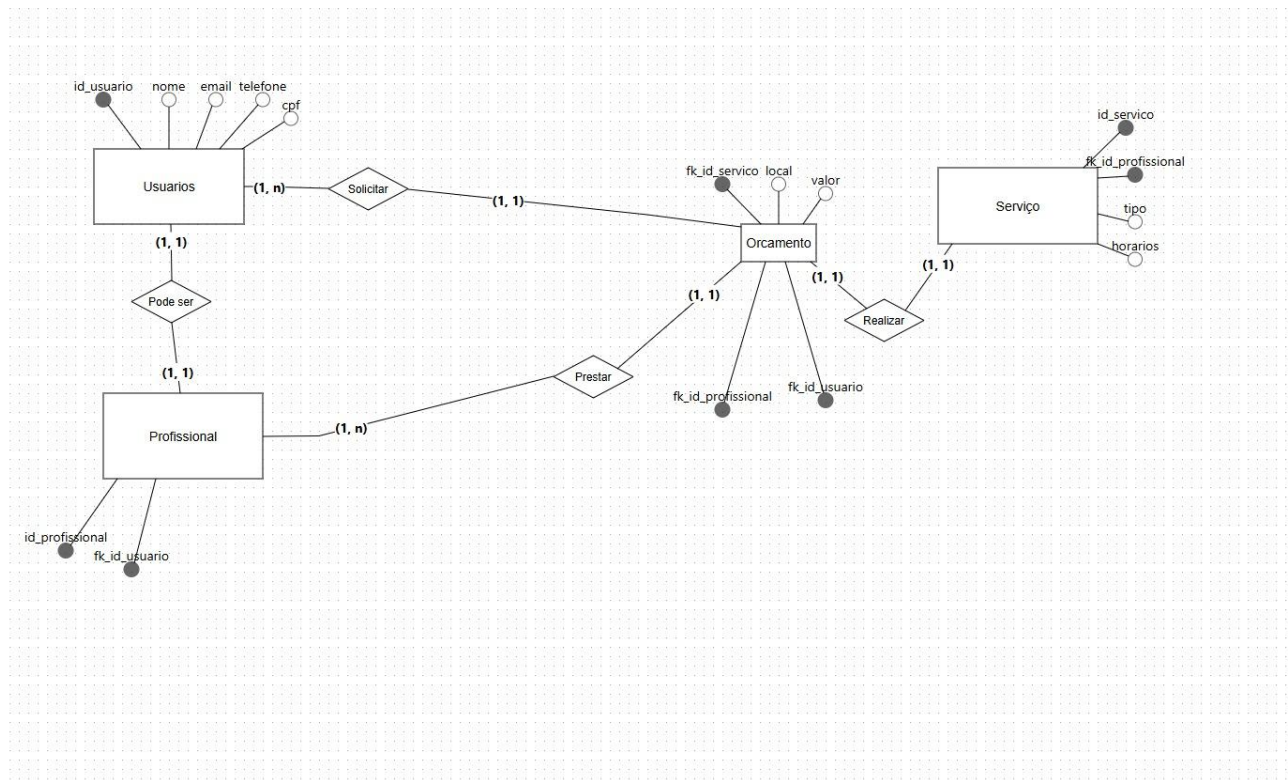 id_usuario
nome
email
telefone
cpf
Usuarios
(1, n)
Solicitar
(1, 1)
fk_id_servico
local
valor
Orcamento
id_servico
fk_id_profissional
Serviço
tipo
horarios
(1, 1)
Pode ser
(1, 1)
(1, 1)
(1, 1)
Realizar
(1, 1)
Prestar
(1, n)
fk_id_profissional
fk_id_usuario
Profissional
id_profissional
fk_id_usuario